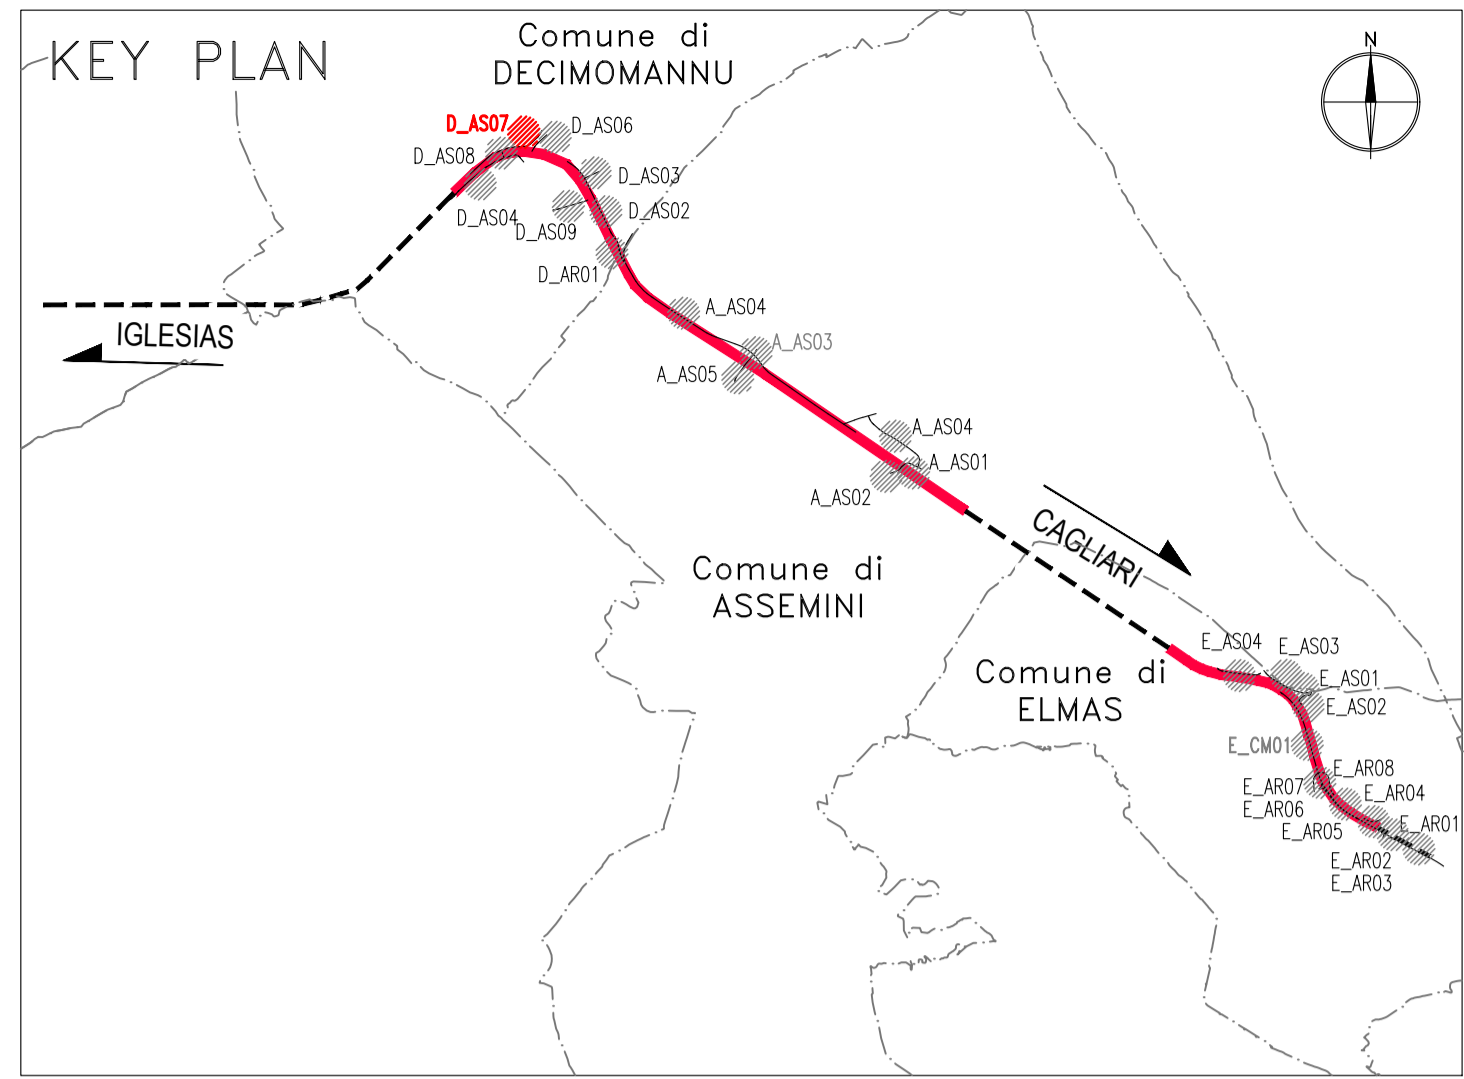 KEY PLAN
Comune di
DECIMOMANNU
N
D_AS07
D_AS06
D_AS08
D_AS03
D_AS04
D_AS02
D_AS09
D_AR01
A_AS04
IGLESIAS
A_AS03
A_AS05
A_AS04
A_AS01
A_AS02
CAGLIARI
Comune di
ASSEMINI
E_AS04
E_AS03
Comune di
ELMAS
E_AS01
E_AS02
E_CM01
E_AR08
E_AR07
E_AR04
E_AR06
E_AR01
E_AR05
E_AR02
E_AR03